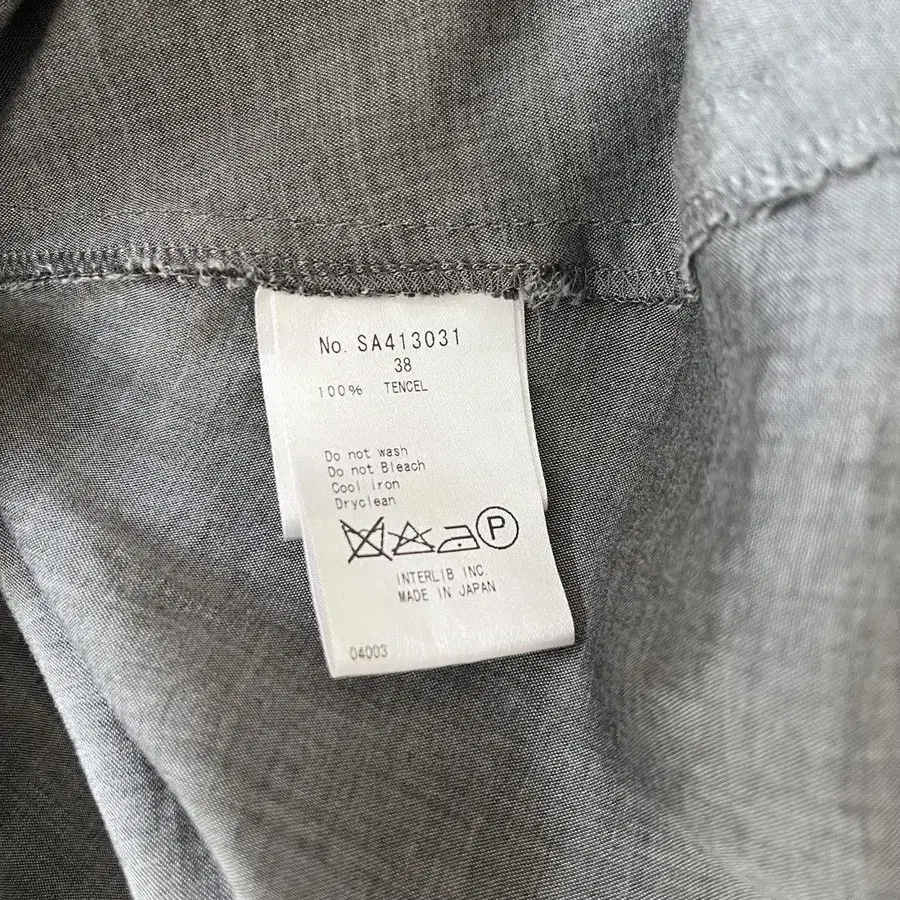 No. SA413031
38
100% TENCEL
Do not wash
Do not Bleach
Cool iron
Dryclean
P
INTERLIB INC.
MADE IN JAPAN
04003